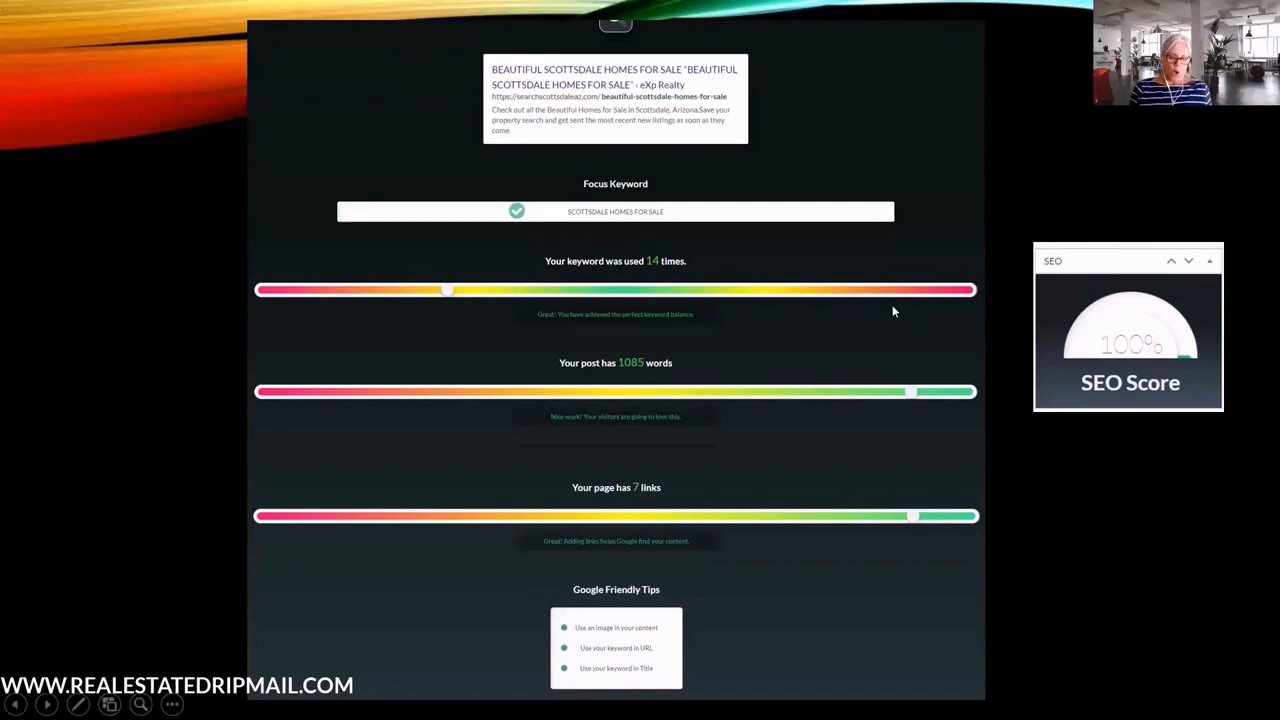 BEAUTIFUL SCOTTSDALE HOMES FOR SALE "BEAUTIFUL
SCOTTSDALE HOMES FOR SALE" › eXp Realty
https://searchscottsdaleaz.com/beautiful-scottsdale-homes-for-sale
Check out all the Beautiful Homes for Sale in Scottsdale, Arizona.Save your
property search and get sent the most recent new listings as soon as they
come
Focus Keyword
SCOTTSDALE HOMES FOR SALE
Your keyword was used 14 times.
Great! You have achieved the perfect keyword balance.
SEO
100%
SEO Score
Your post has 1085 words
Nice work! Your visitors are going to love this.
Your page has 7 links
Great! Adding links helps Google find your content.
Google Friendly Tips
Use an image in your content
Use your keyword in URL
Use your keyword in Title
WWW.REALESTATEDRIPMAIL.COM